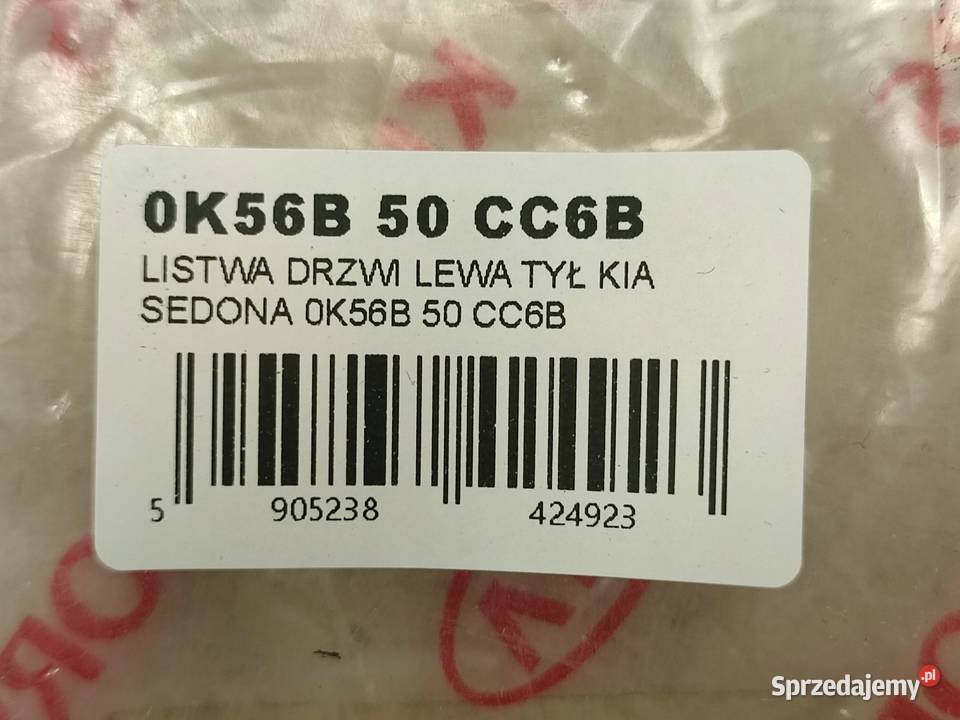 0K56B 50 CC6B
LISTWA DRZWI LEWA TYŁ KIA
SEDONA 0K56B 50 CC6B
5 905238 424923
Sprzedajemy.pl